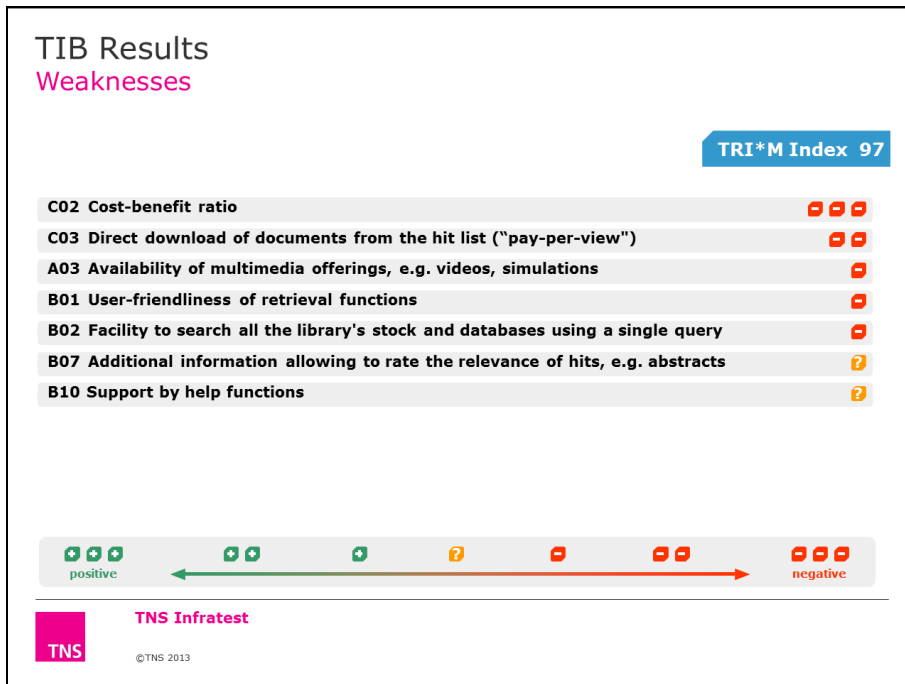 TIB Results
Weaknesses
TRI*M Index 97
C02 Cost-benefit ratio
C03 Direct download of documents from the hit list (“pay-per-view")
A03 Availability of multimedia offerings, e.g. videos, simulations
B01 User-friendliness of retrieval functions
B02 Facility to search all the library's stock and databases using a single query
B07 Additional information allowing to rate the relevance of hits, e.g. abstracts
B10 Support by help functions
positive
negative
TNS Infratest
TNS
©TNS 2013